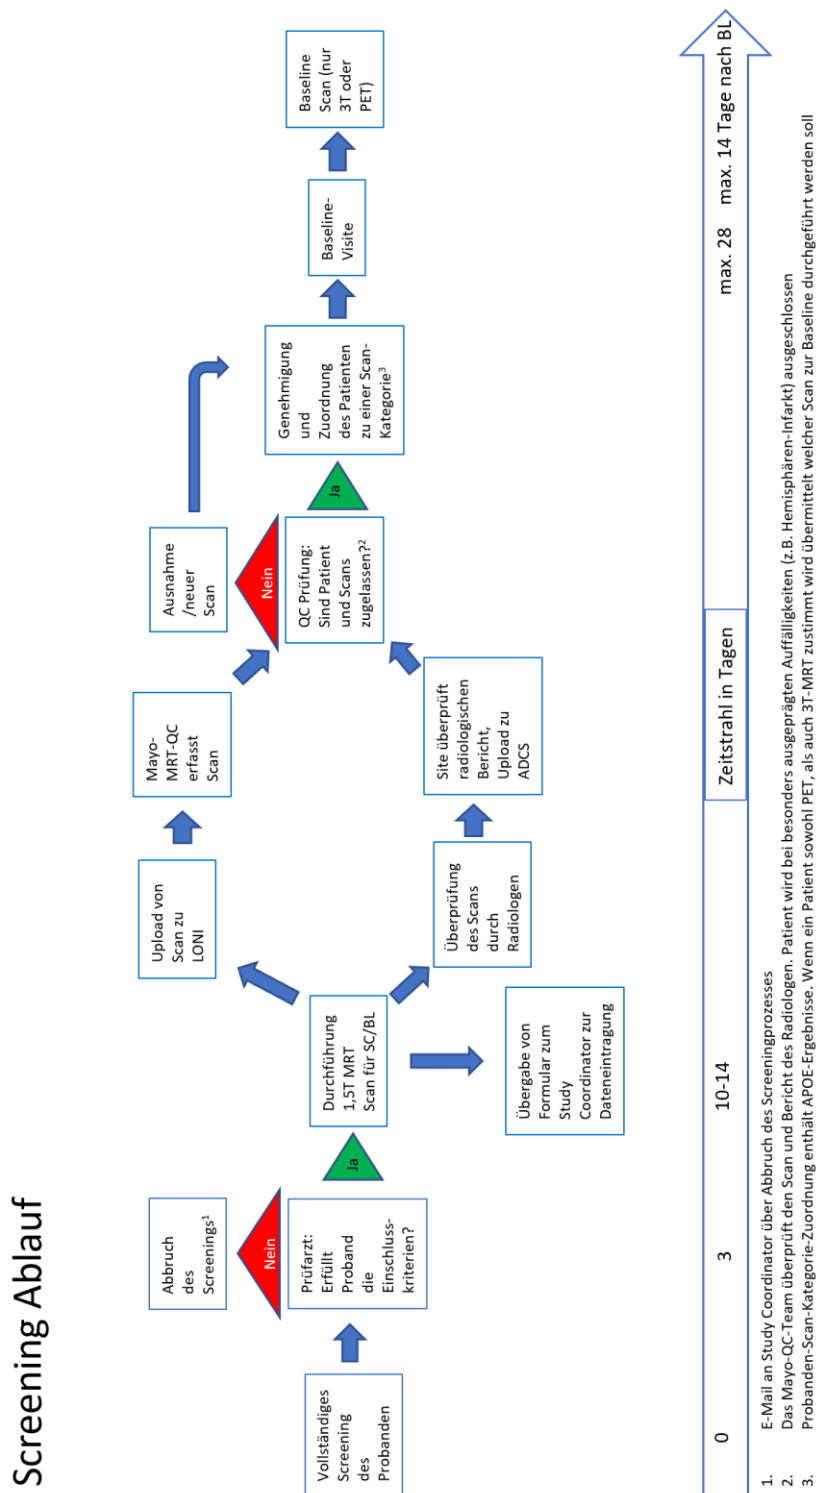 Screening Ablauf
Vollständiges
Screening
des
Probanden
Abbruch
des
Screenings¹
Nein
Prüfarzt:
Erfüllt
Proband
die
Einschluss-
kriterien?
Ja
Durchführung
1,5T MRT
Scan für SC/BL
Übergabe von
Formular zum
Study
Coordinator zur
Dateneintragung
Upload von
Scan zu
LONI
Mayo-
MRT-QC
erfasst
Scan
Überprüfung
des Scans
durch
Radiologen
Site überprüft
radiologischen
Bericht,
Upload zu
ADCS
Ausnahme
/neuer
Scan
Nein
QC Prüfung:
Sind Patient
und Scans
zugelassen?²
Ja
Genehmigung
und
Zuordnung
des Patienten
zu einer Scan-
Kategorie³
Baseline-
Visite
Baseline
Scan (nur
3T oder
PET)
0
3
10-14
Zeitstrahl in Tagen
max. 28
max. 14 Tage nach BL
1. E-Mail an Study Coordinator über Abbruch des Screeningprozesses
2. Das Mayo-QC-Team überprüft den Scan und Bericht des Radiologen. Patient wird bei besonders ausgeprägten Auffälligkeiten (z.B. Hemisphären-Infarkt) ausgeschlossen
3. Probanden-Scan-Kategorie-Zuordnung enthält APOE-Ergebnisse. Wenn ein Patient sowohl PET, als auch 3T-MRT zustimmt wird übermittelt welcher Scan zur Baseline durchgeführt werden soll